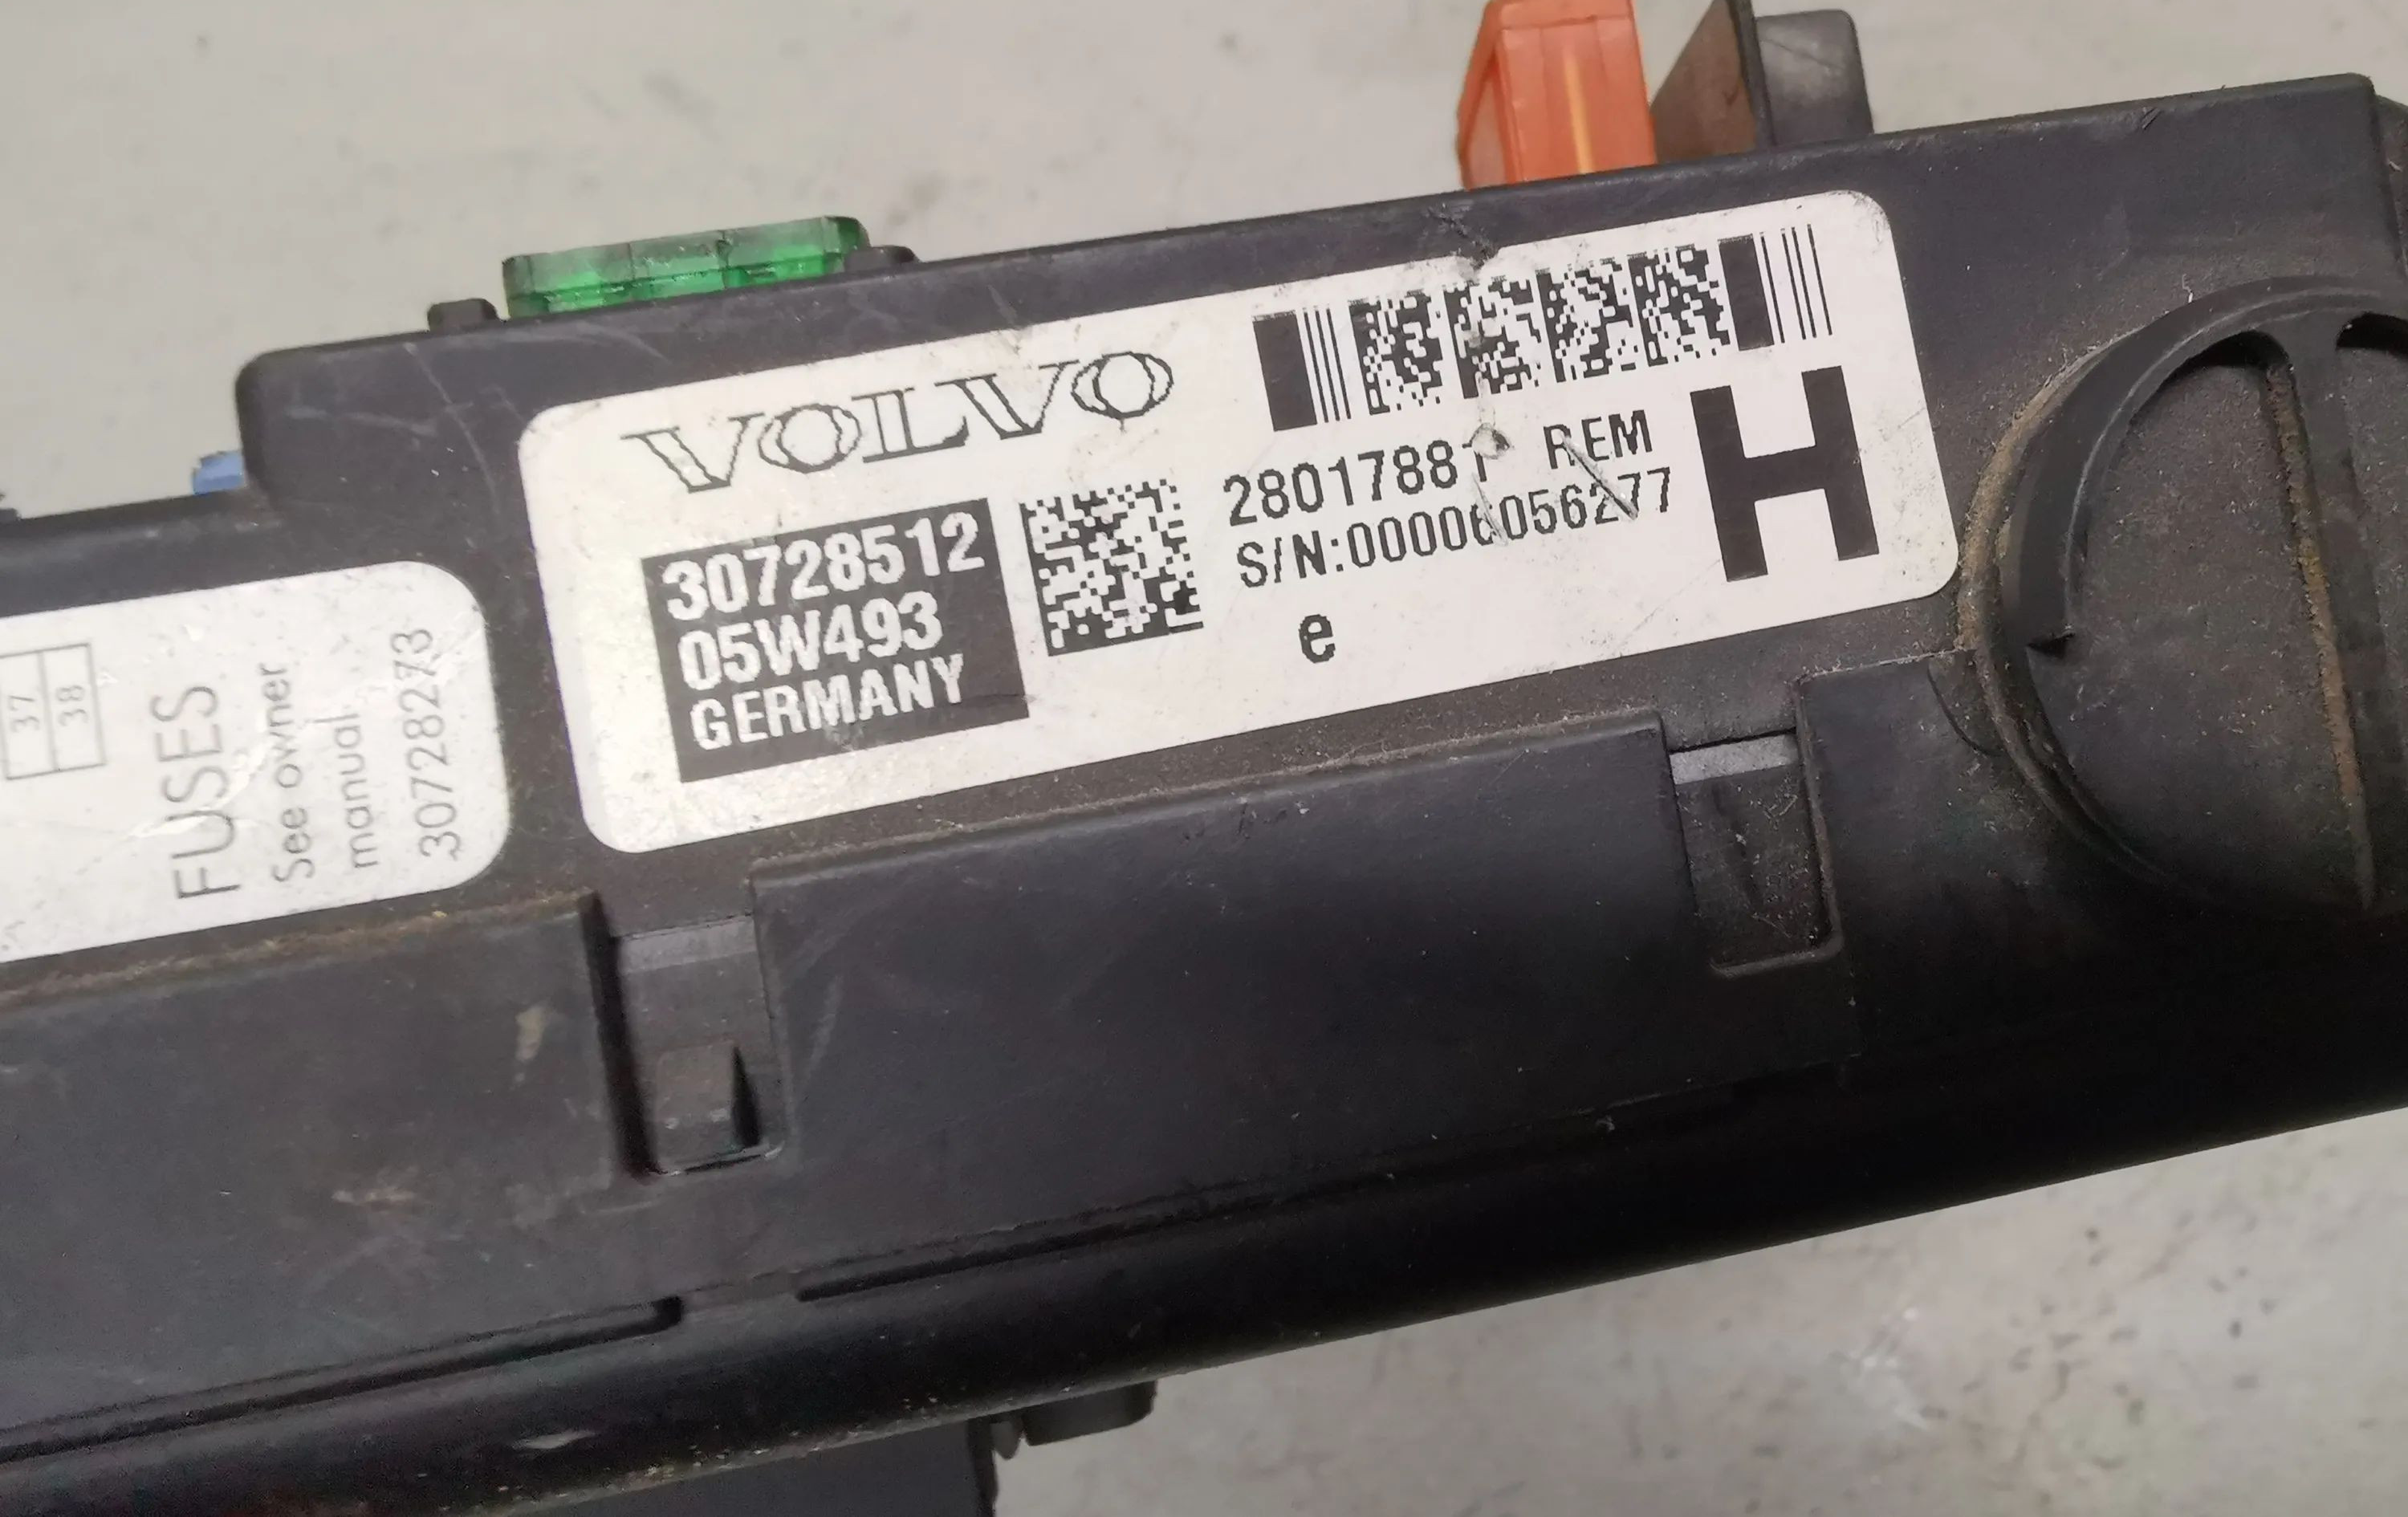 VOLVO
30728512
05W493
GERMANY
28017881 REM
S/N:00006056277
e
H
37
38
FUSES
See owner
manual
30728273